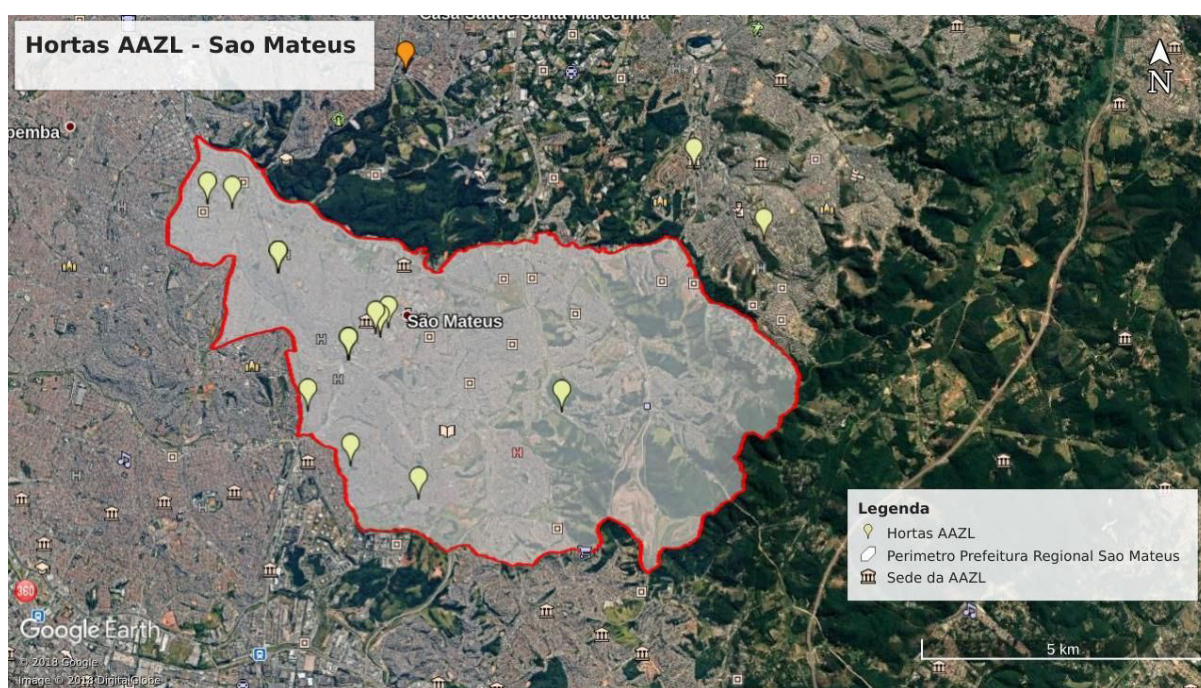 Casa Saúde Santa Marcelina
Hortas AAZL - Sao Mateus
N
pemba
São Mateus
Legenda
Hortas AAZL
Perimetro Prefeitura Regional Sao Mateus
Sede da AAZL
360
Google Earth
5 km
© 2018 Google
Image © 2018 DigitalGlobe